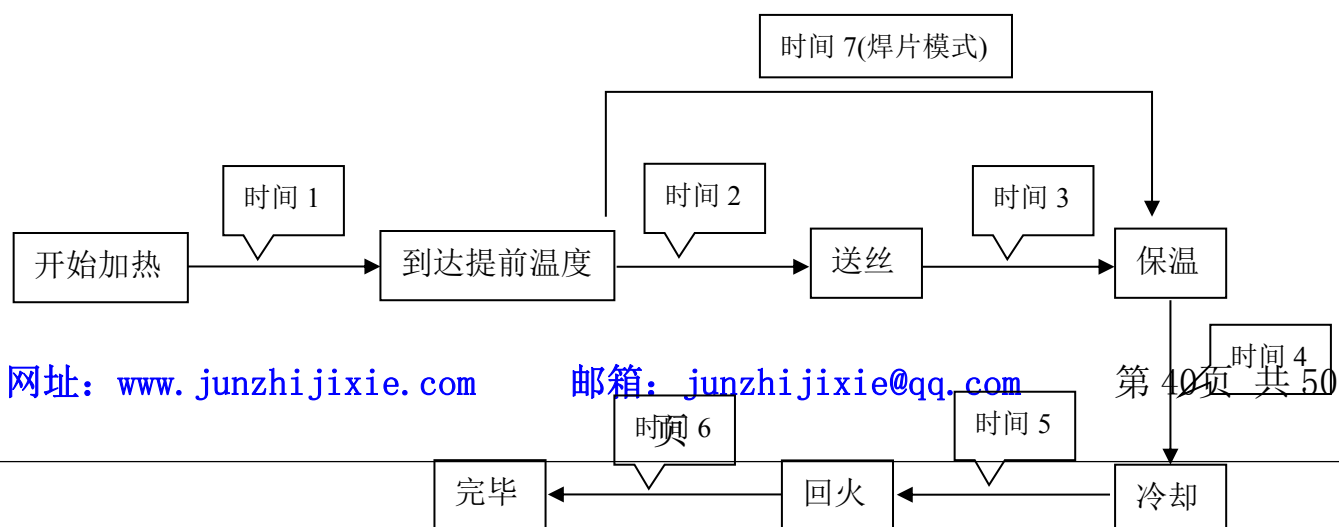 时间 7(焊片模式)
时间 1
时间 2
时间 3
开始加热
到达提前温度
送丝
保温
时间 4
网址：www.junzhijixie.com 邮箱：junzhijixie@qq.com 第 40页 共 50
页
时间 6
时间 5
完毕
回火
冷却